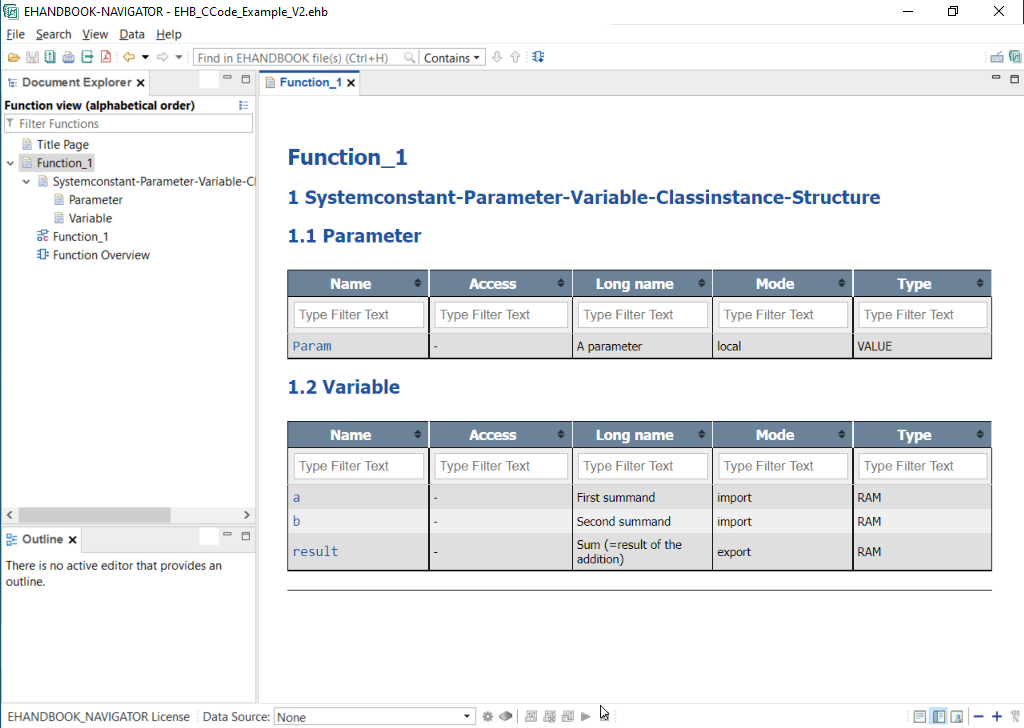 EHANDBOOK-NAVIGATOR - EHB_CCode_Example_V2.ehb
File Search View Data Help
Find in EHANDBOOK file(s) (Ctrl+H) Contains
Document Explorer
Function view (alphabetical order)
Filter Functions
Title Page
Function_1
Systemconstant-Parameter-Variable-Cl
Parameter
Variable
Function_1
Function Overview
Outline
There is no active editor that provides an
outline.
Function_1
Function_1
1 Systemconstant-Parameter-Variable-Classinstance-Structure
1.1 Parameter
Name Access Long name Mode Type
Type Filter Text Type Filter Text Type Filter Text Type Filter Text Type Filter Text
Param - A parameter local VALUE
1.2 Variable
Name Access Long name Mode Type
Type Filter Text Type Filter Text Type Filter Text Type Filter Text Type Filter Text
a - First summand import RAM
b - Second summand import RAM
result - Sum (=result of the
addition) export RAM
EHANDBOOK_NAVIGATOR License Data Source: None